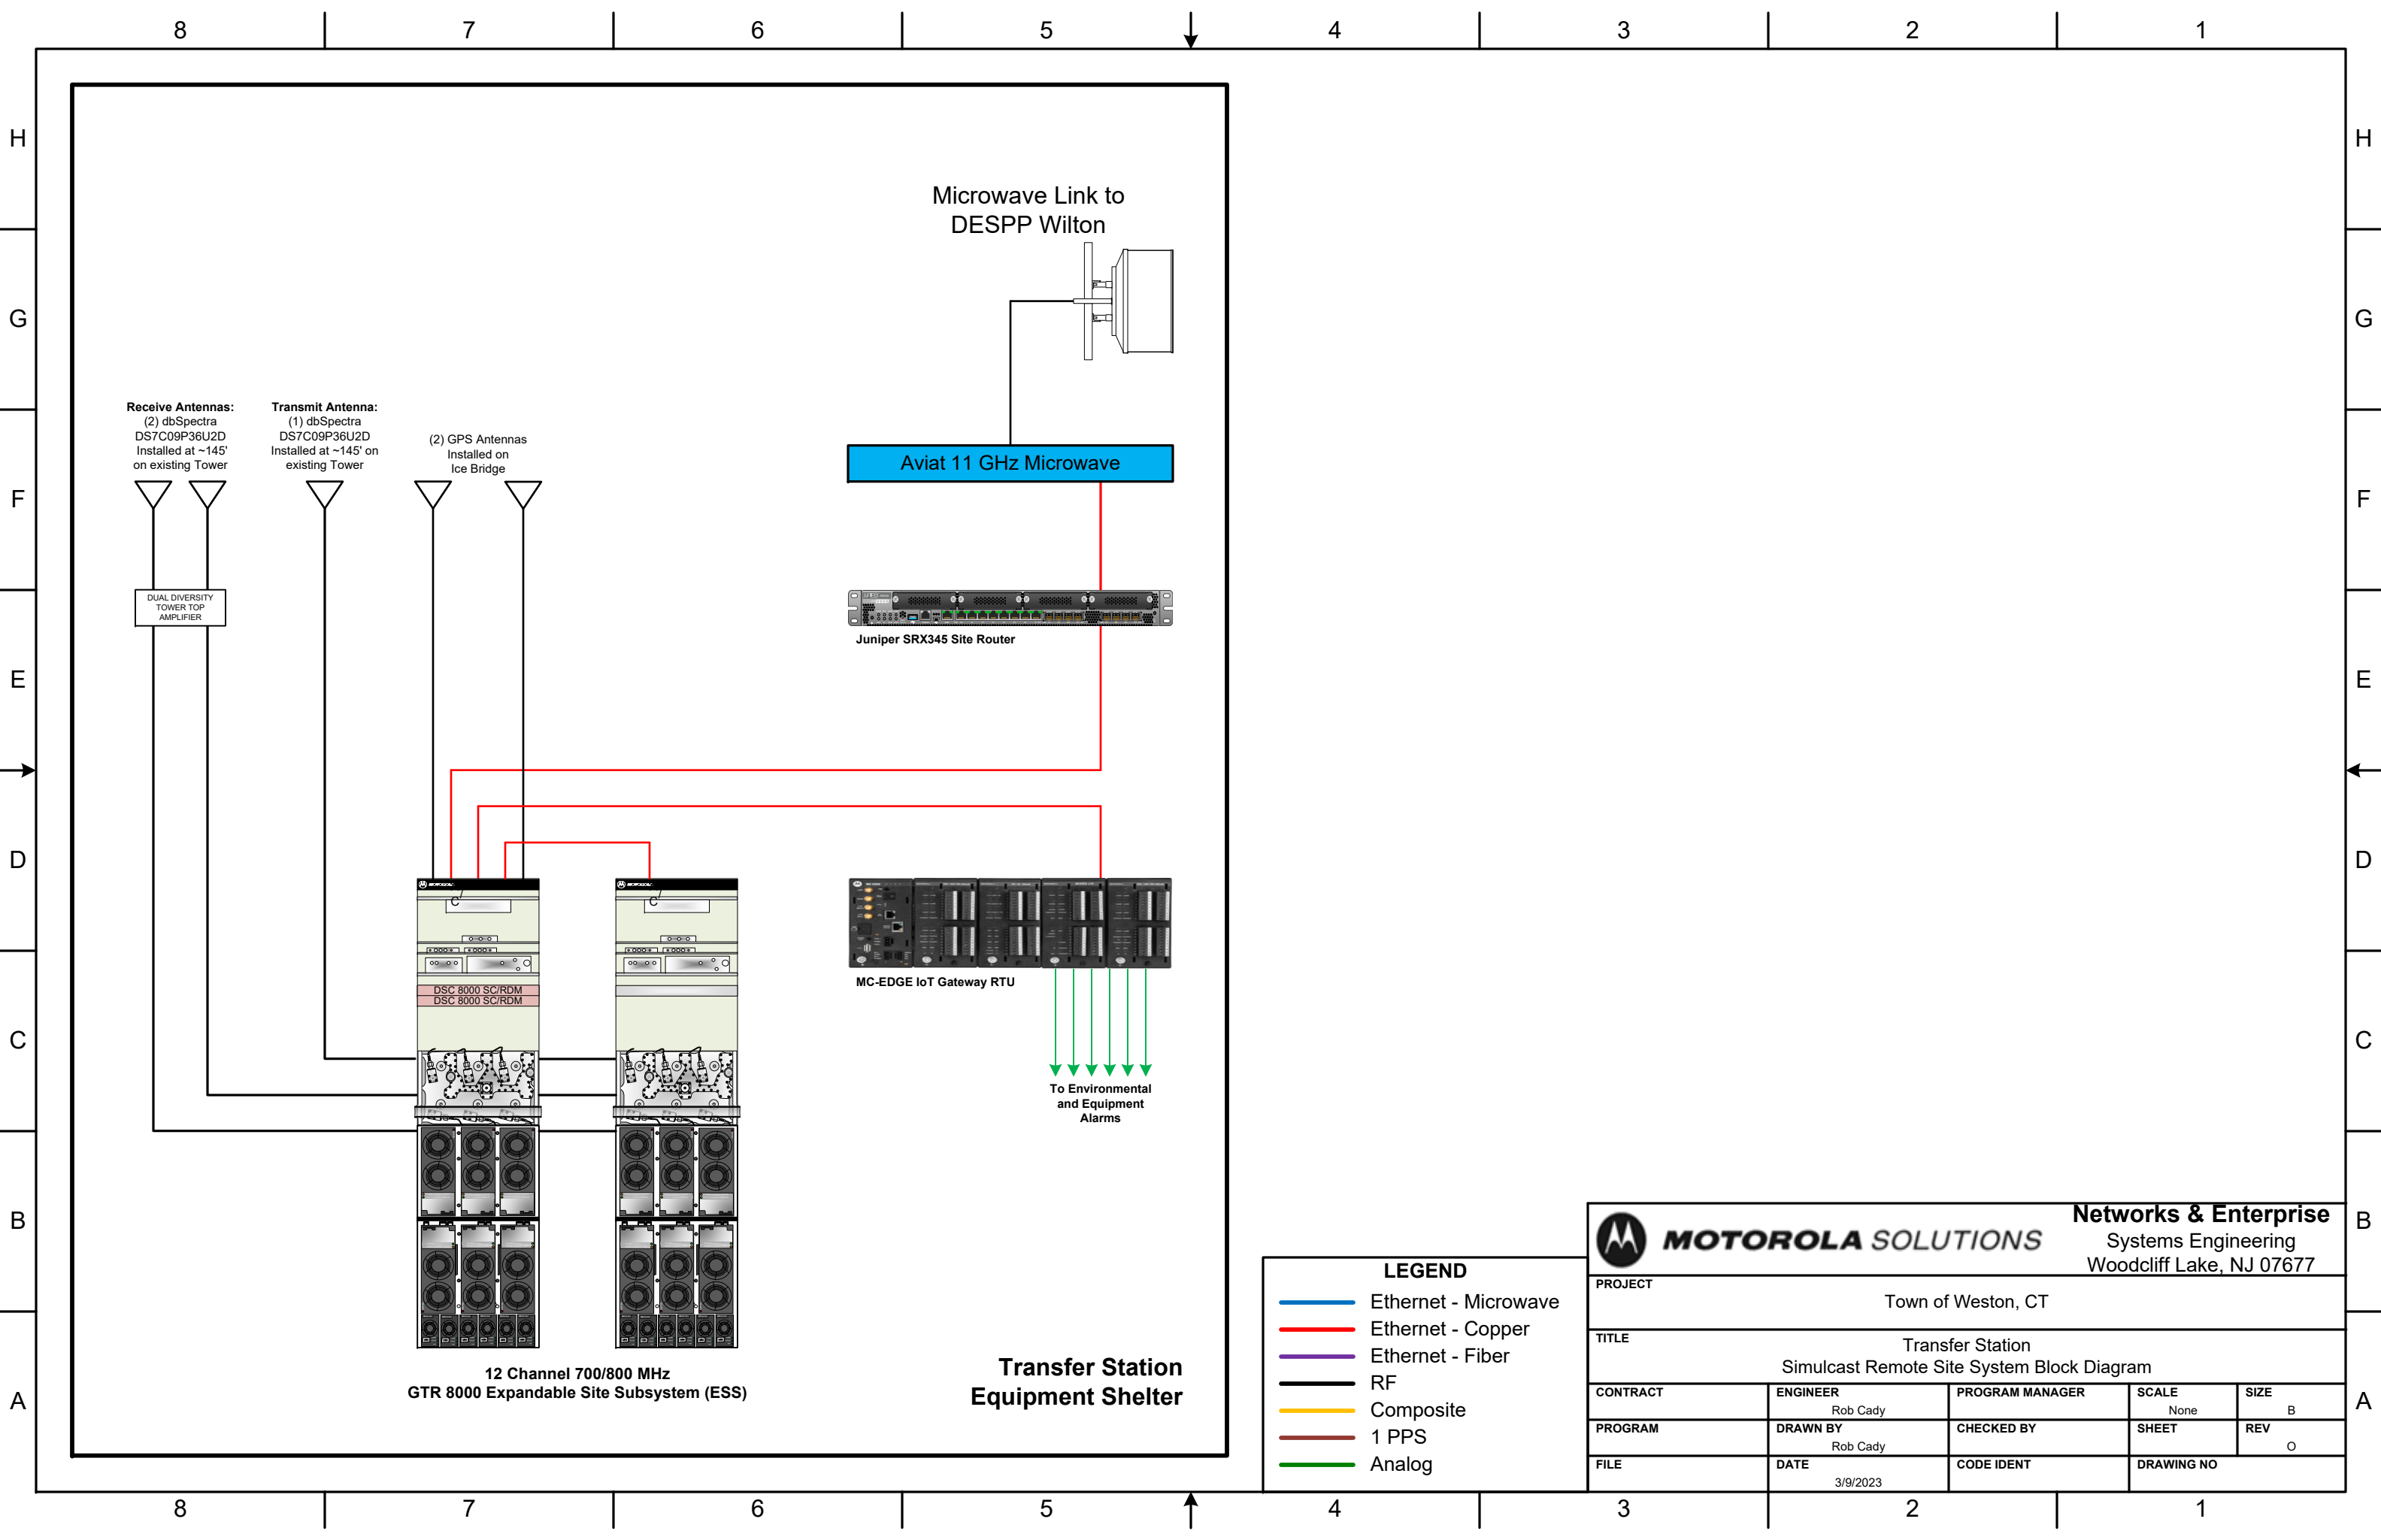 8 7 6 5 4 3 2 1
H H
G G
F F
E E
D D
C C
B B
A A
Microwave Link to
DESPP Wilton
Receive Antennas:
(2) dbSpectra
DS7C09P36U2D
Installed at ~145'
on existing Tower
Transmit Antenna:
(1) dbSpectra
DS7C09P36U2D
Installed at ~145' on
existing Tower
(2) GPS Antennas
Installed on
Ice Bridge
Aviat 11 GHz Microwave
DUAL DIVERSITY
TOWER TOP
AMPLIFIER
Juniper SRX345 Site Router
MOTOROLA
C
MOTOROLA
C
DSC 8000 SC/RDM
DSC 8000 SC/RDM
MC-EDGE IoT Gateway RTU
To Environmental
and Equipment
Alarms
12 Channel 700/800 MHz
GTR 8000 Expandable Site Subsystem (ESS)
Transfer Station
Equipment Shelter
LEGEND
Ethernet - Microwave
Ethernet - Copper
Ethernet - Fiber
RF
Composite
1 PPS
Analog
MOTOROLA SOLUTIONS
Networks & Enterprise
Systems Engineering
Woodcliff Lake, NJ 07677
PROJECT
Town of Weston, CT
TITLE
Transfer Station
Simulcast Remote Site System Block Diagram
CONTRACT
ENGINEER
Rob Cady
PROGRAM MANAGER
SCALE
None
SIZE
B
PROGRAM
DRAWN BY
Rob Cady
CHECKED BY
SHEET
REV
O
FILE
DATE
3/9/2023
CODE IDENT
DRAWING NO
8 7 6 5 4 3 2 1